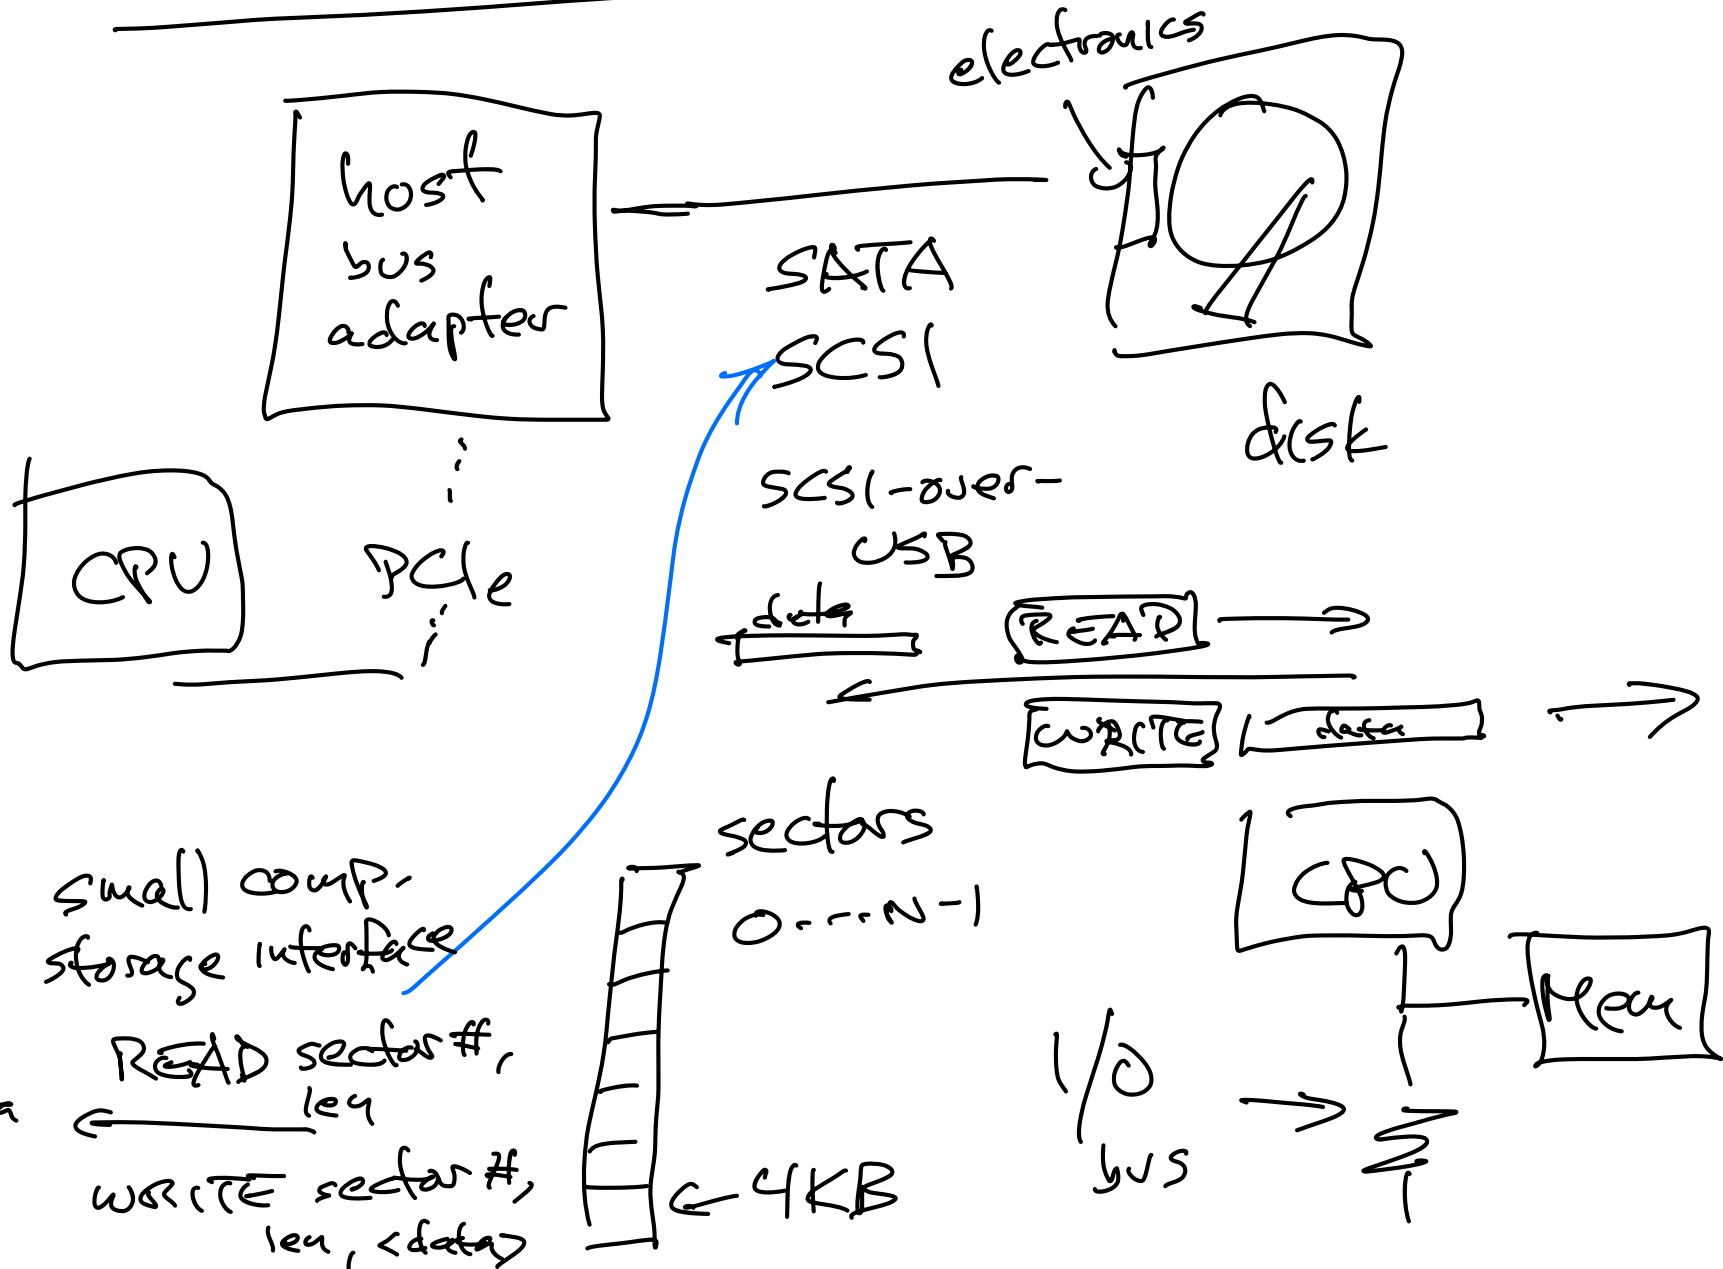 electronics
host
bus
adapter
SATA
SCSI
disk
SCSI-over-
USB
CPU
PCIe
data
READ
WRITE
data
sectors
0----N-1
small comp.
storage interface
READ sector#,
len
WRITE sector #,
len, <data>
4KB
CPU
Mem
I/O
bus